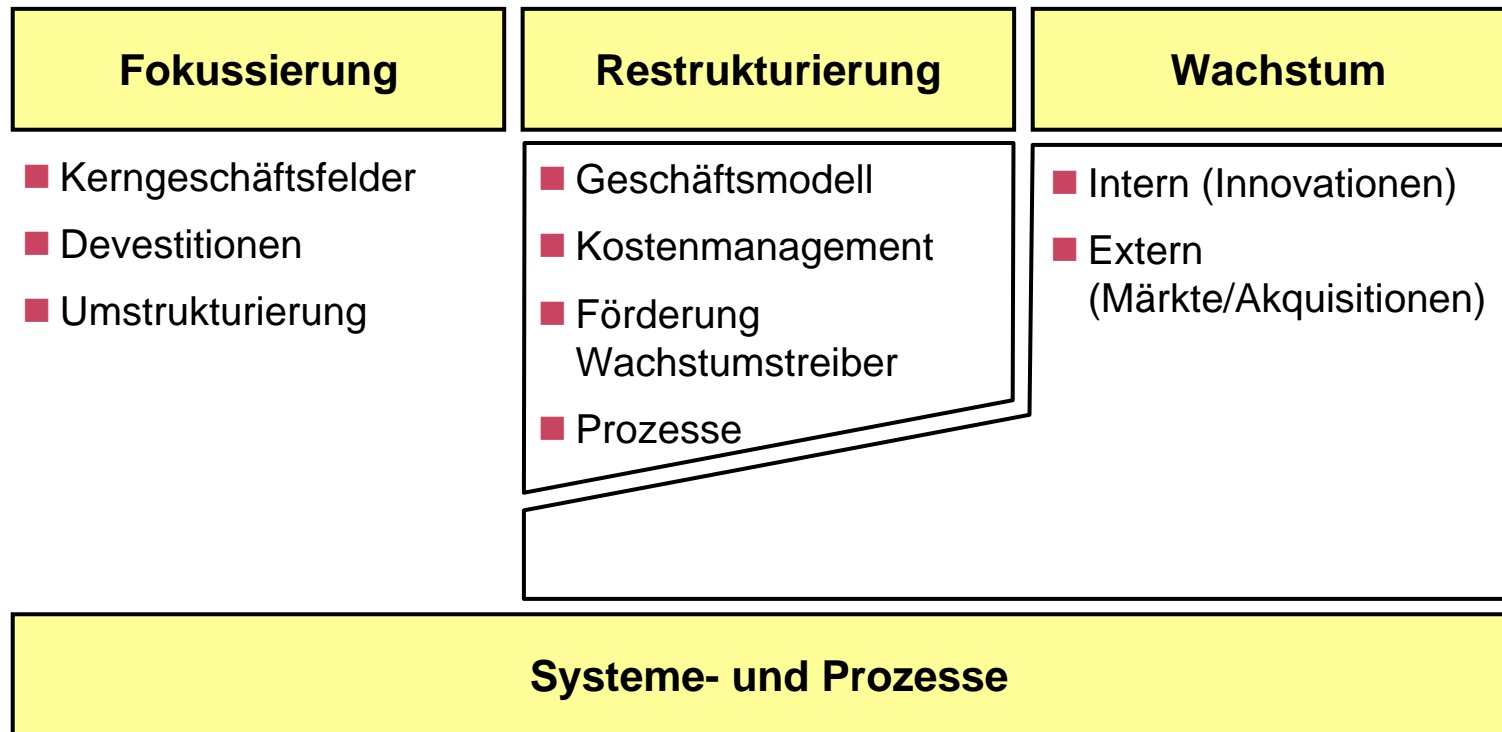 Fokussierung
Restrukturierung
Wachstum
Kerngeschäftsfelder
Devestitionen
Umstrukturierung
Geschäftsmodell
Kostenmanagement
Förderung
Wachstumstreiber
Prozesse
Intern (Innovationen)
Extern
(Märkte/Akquisitionen)
Systeme- und Prozesse